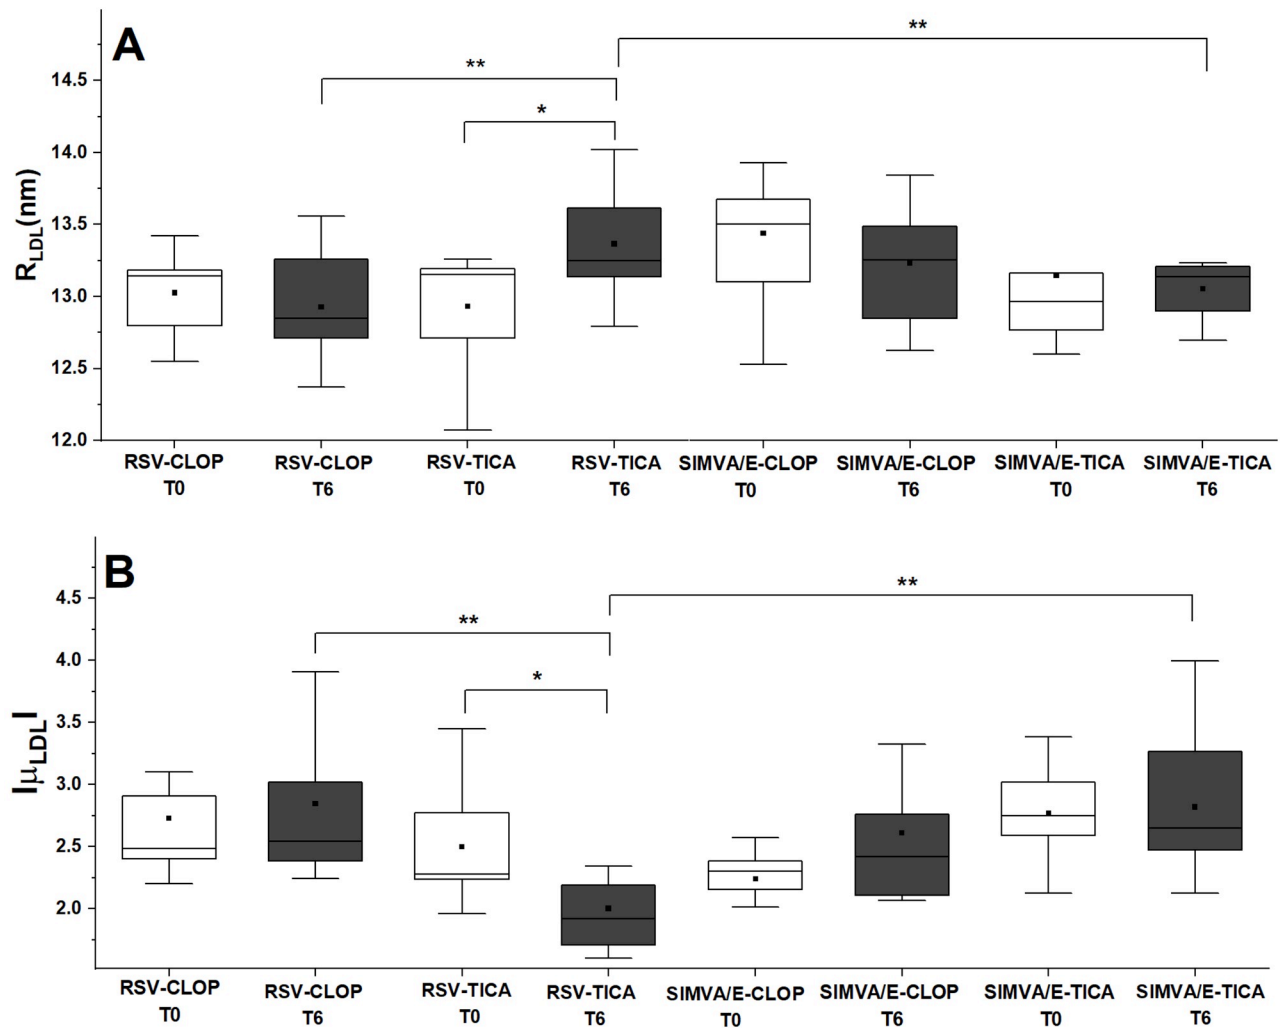 A
**
**
*
14.5
14.0
13.5
13.0
12.5
12.0
R_LDL(nm)
RSV-CLOP RSV-CLOP RSV-TICA RSV-TICA SIMVA/E-CLOP SIMVA/E-CLOP SIMVA/E-TICA SIMVA/E-TICA
T0 T6 T0 T6 T0 T6 T0 T6
B
**
**
*
4.5
4.0
3.5
3.0
2.5
2.0
IμLDLI
RSV-CLOP RSV-CLOP RSV-TICA RSV-TICA SIMVA/E-CLOP SIMVA/E-CLOP SIMVA/E-TICA SIMVA/E-TICA
T0 T6 T0 T6 T0 T6 T0 T6